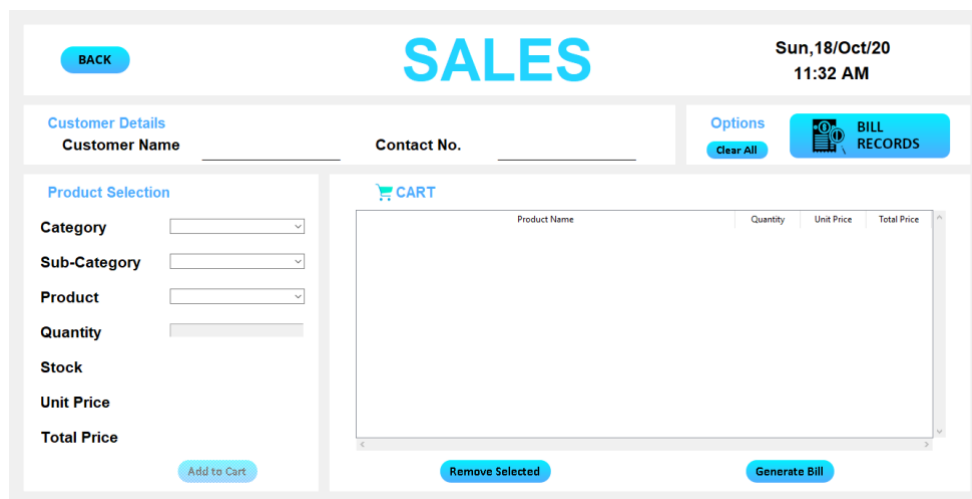 BACK
SALES
Sun,18/Oct/20
11:32 AM
Customer Details
Customer Name
Contact No.
Options
Clear All
BILL
RECORDS
Product Selection
Category
Sub-Category
Product
Quantity
Stock
Unit Price
Total Price
Add to Cart
CART
Product Name Quantity Unit Price Total Price
Remove Selected
Generate Bill